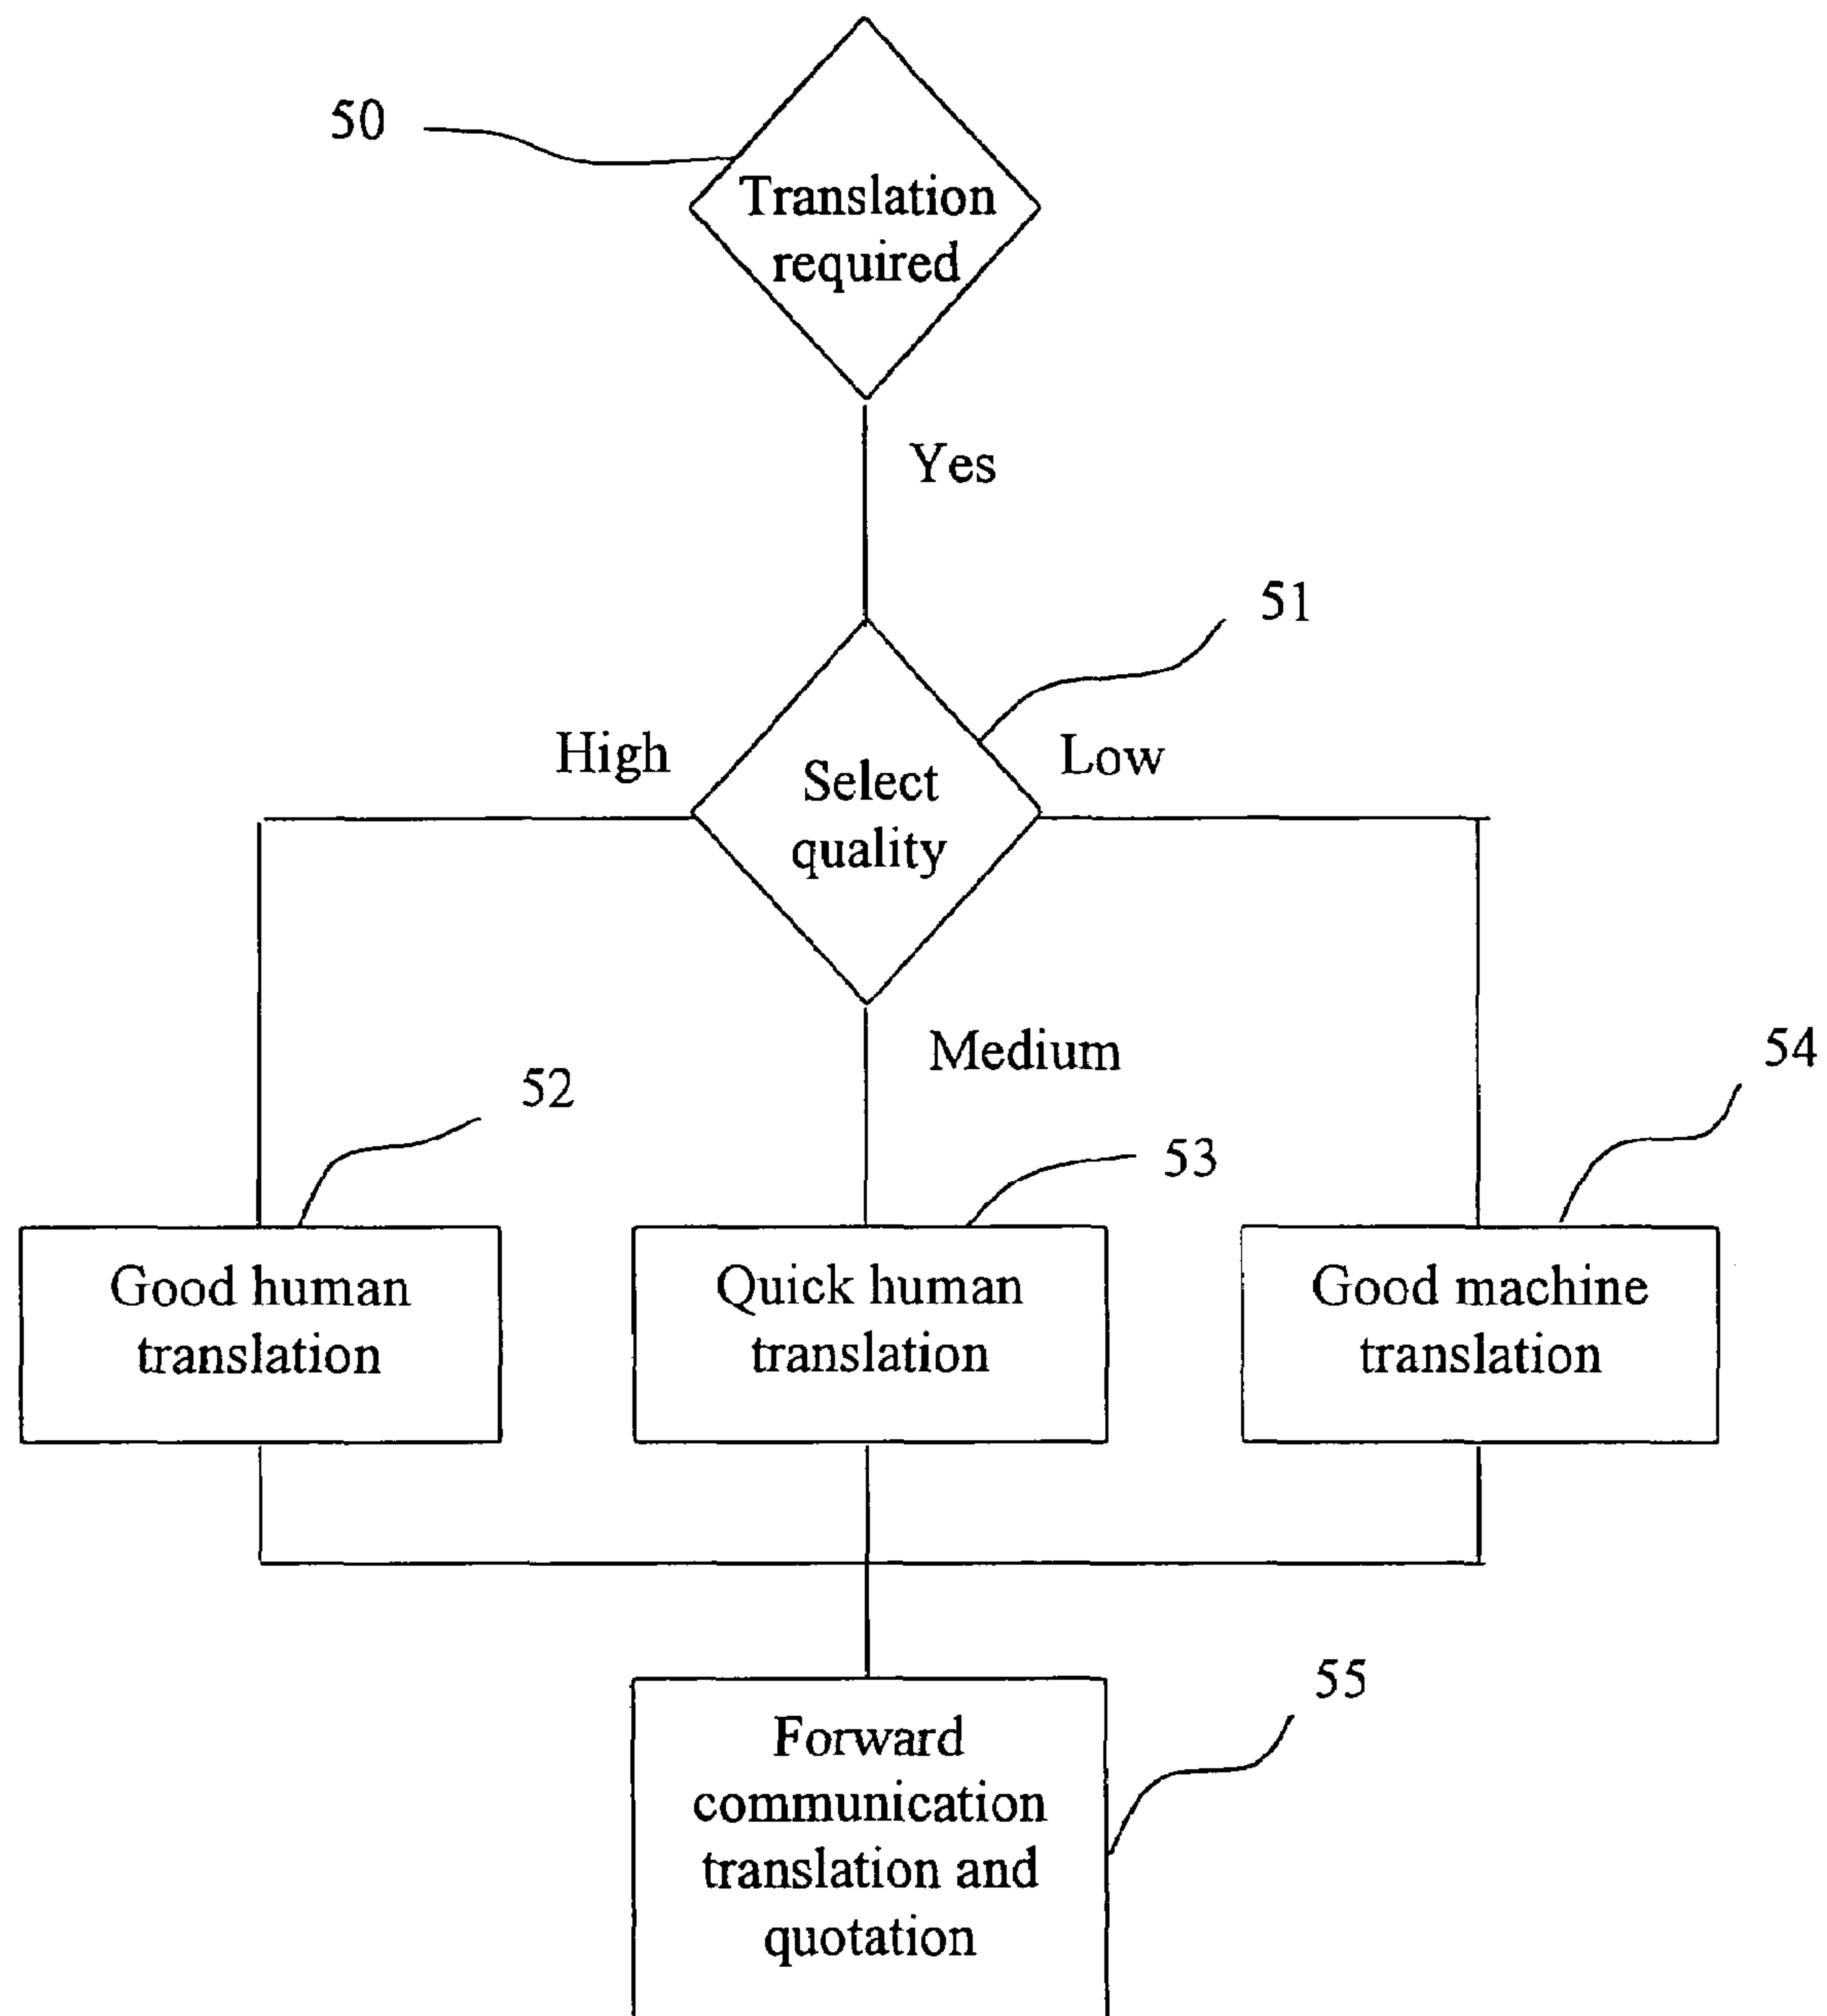 50
Translation
required
Yes
51
High
Low
Select
quality
Medium
52
53
54
Good human
translation
Quick human
translation
Good machine
translation
55
Forward
communication
translation and
quotation